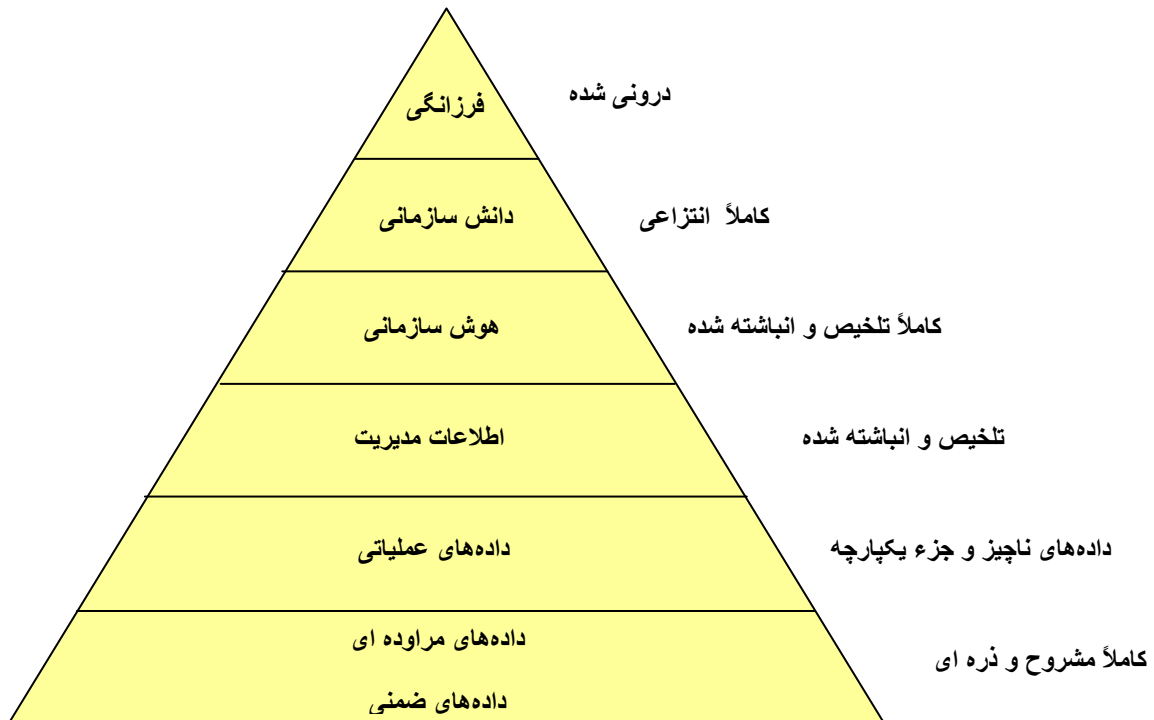 درونی شده
فرزانگی
کاملاً انتزاعی
دانش سازمانی
کاملاً تلخیص و انباشته شده
هوش سازمانی
تلخیص و انباشته شده
اطلاعات مدیریت
داده‌های ناچیز و جزء یکپارچه
داده‌های عملیاتی
کاملاً مشروح و ذره ای
داده‌های مراوده ای
داده‌های ضمنی